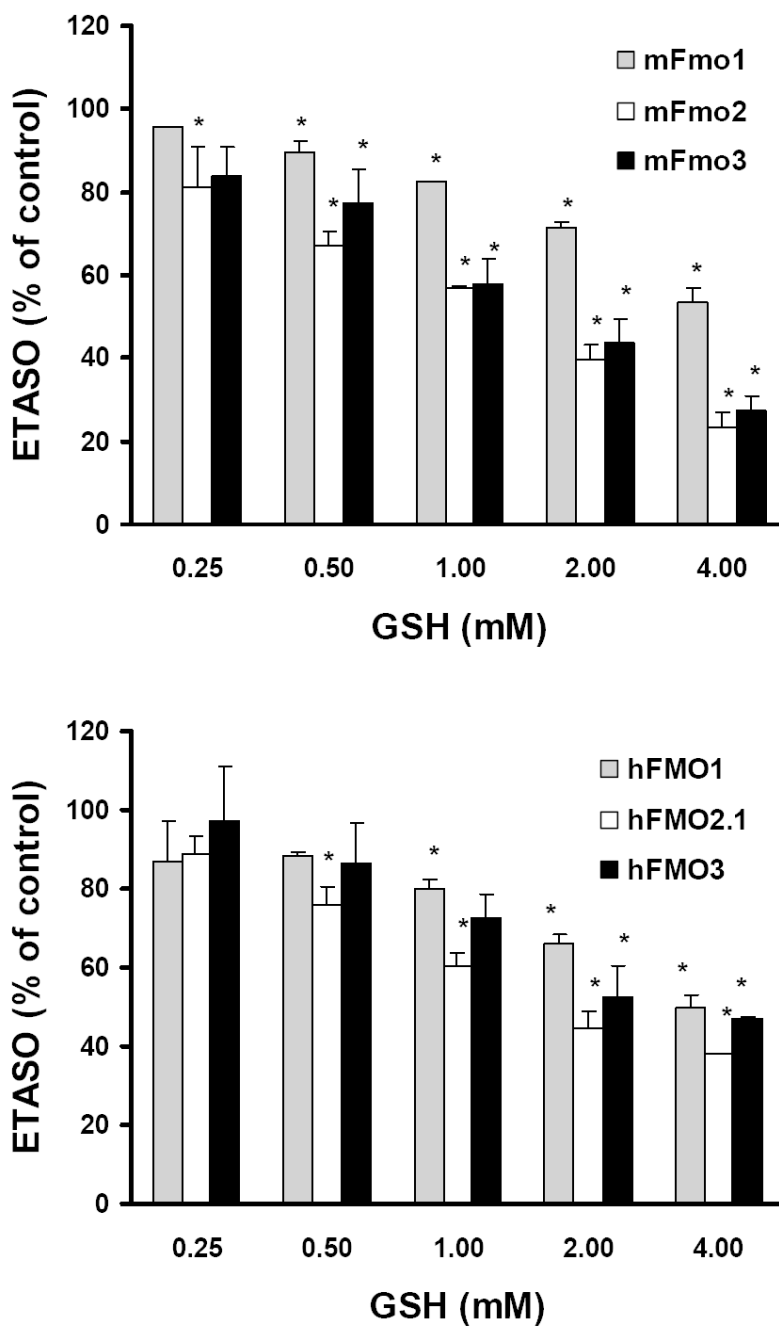 120
100
80
60
40
20
0
ETASO (% of control)
mFmo1
mFmo2
mFmo3
* * * * * * * * * * * * *
0.25 0.50 1.00 2.00 4.00
GSH (mM)
120
100
80
60
40
20
0
ETASO (% of control)
hFMO1
hFMO2.1
hFMO3
* * * * * * * * *
0.25 0.50 1.00 2.00 4.00
GSH (mM)